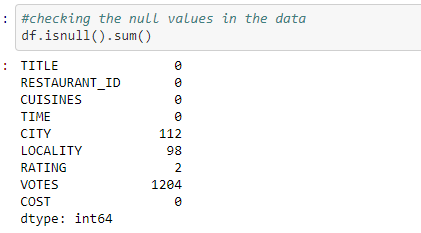 : #checking the null values in the data
df.isnull().sum()
: TITLE 0
RESTAURANT_ID 0
CUISINES 0
TIME 0
CITY 112
LOCALITY 98
RATING 2
VOTES 1204
COST 0
dtype: int64